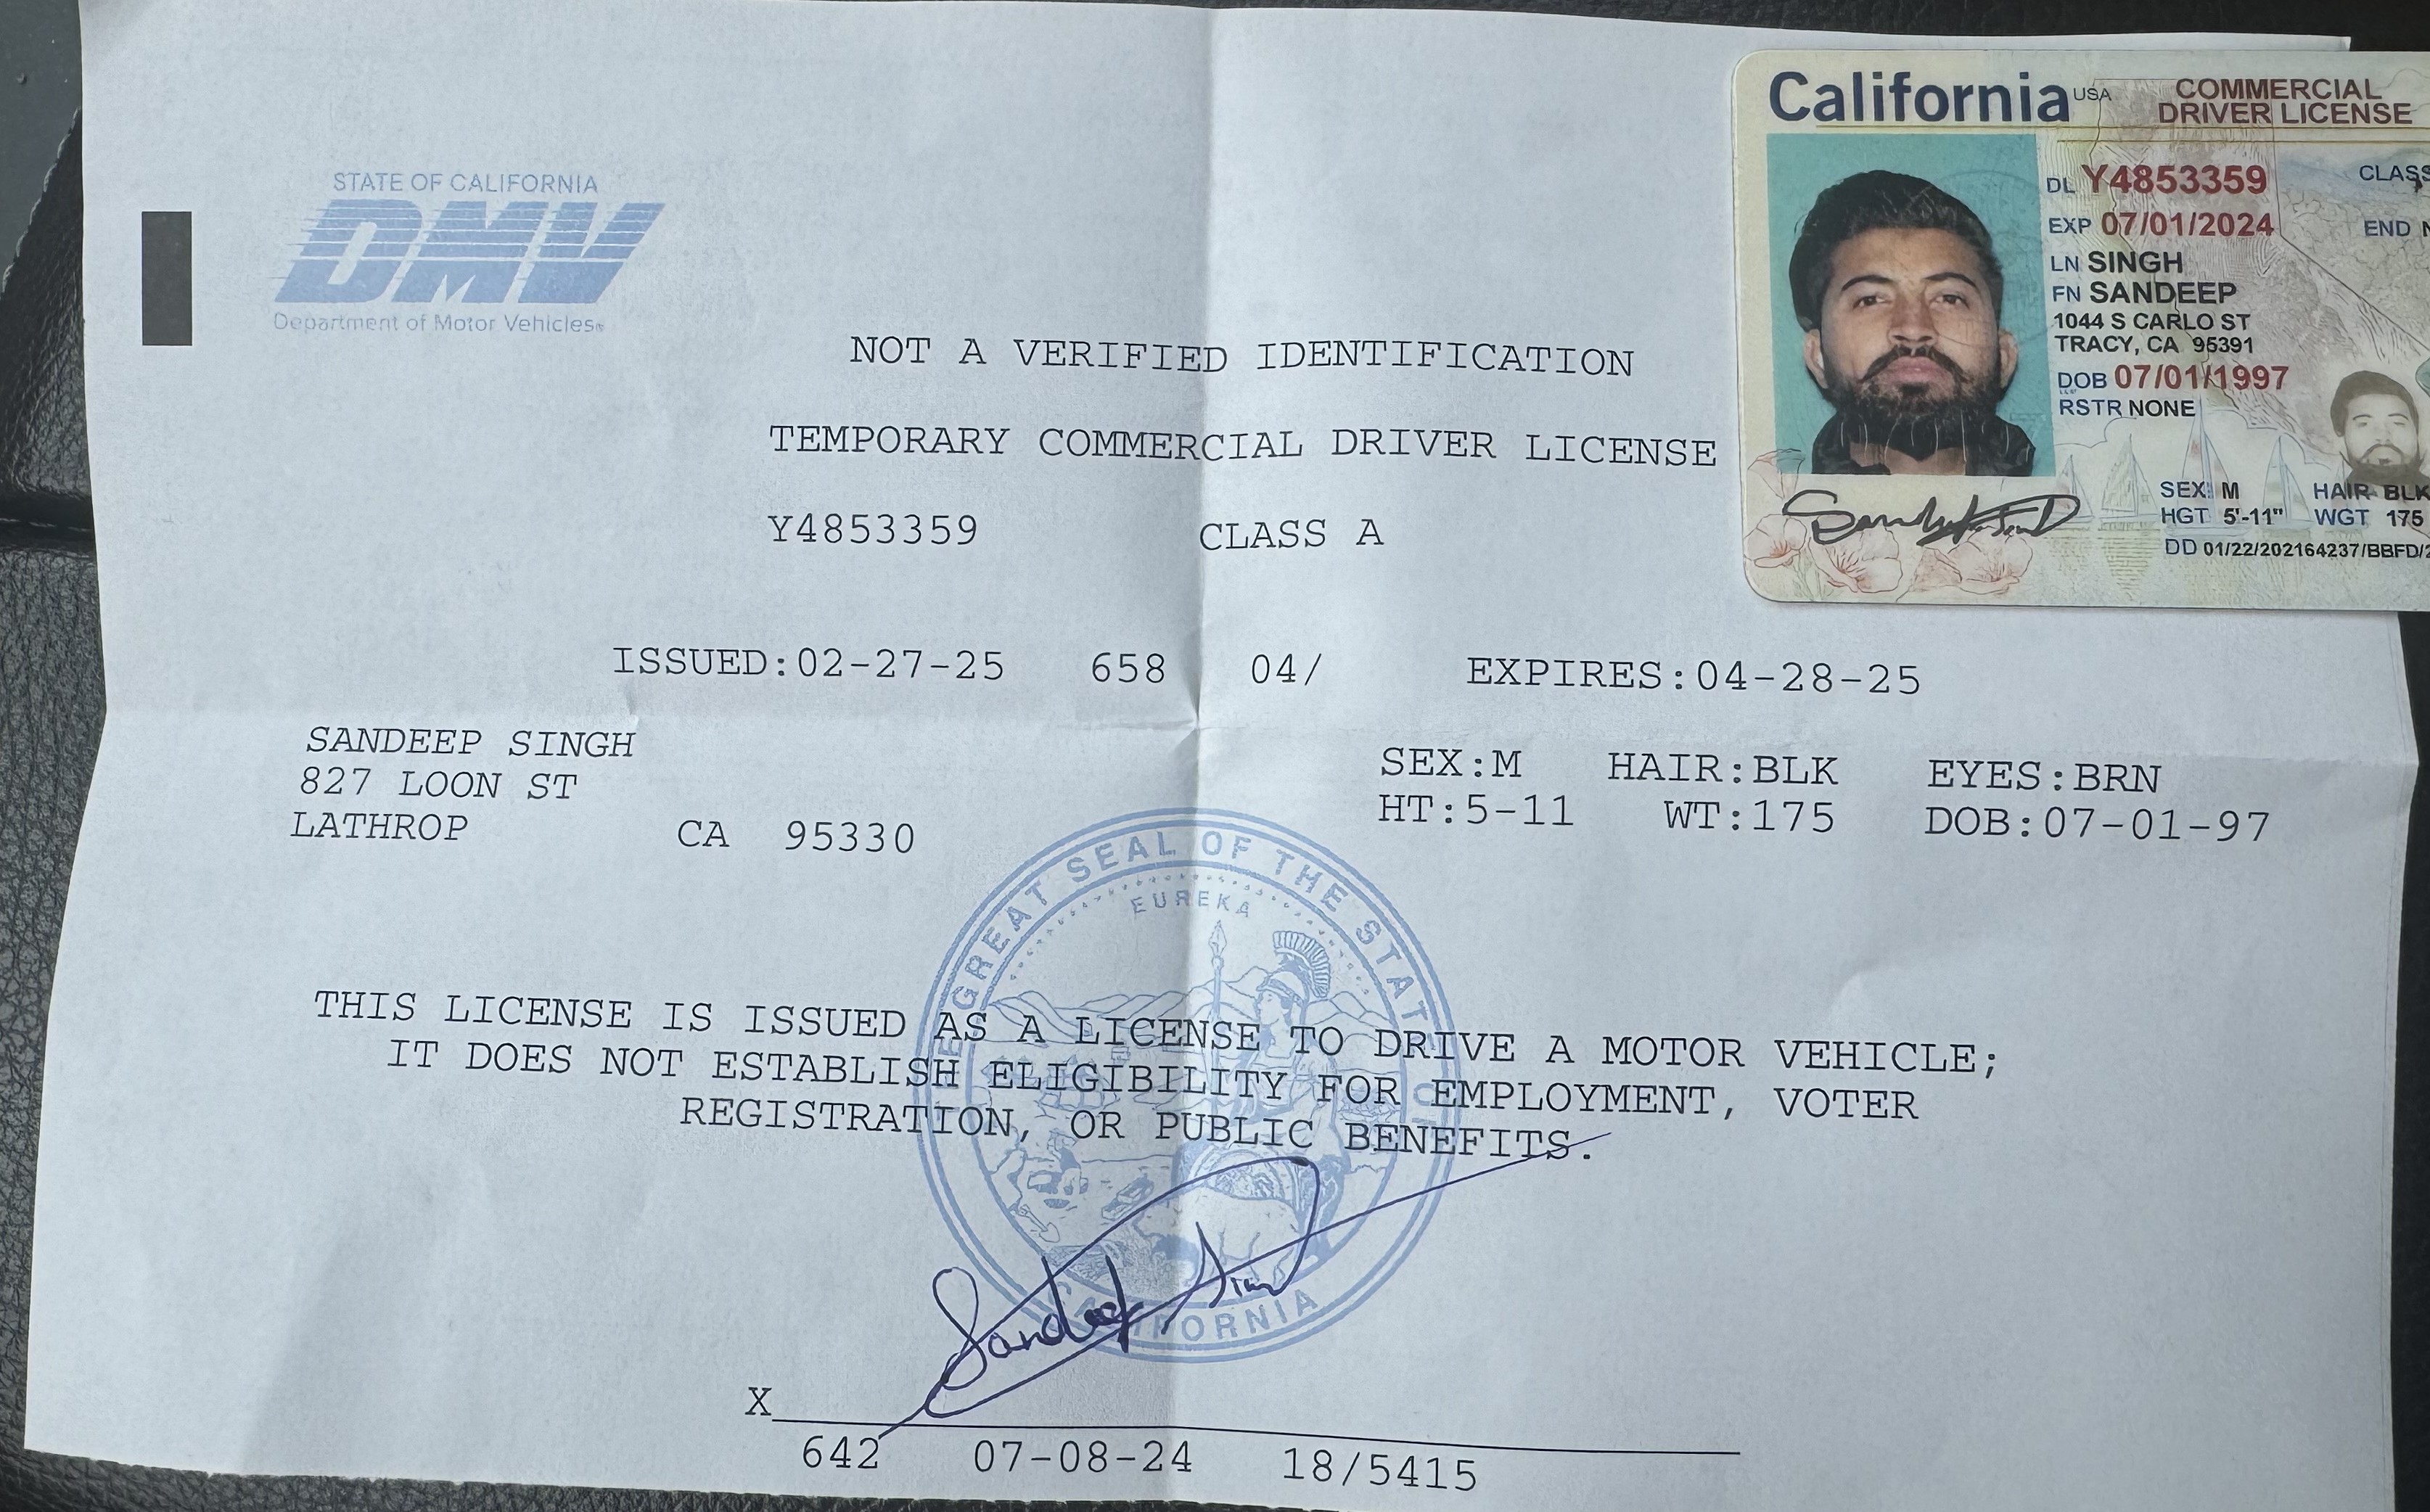 STATE OF CALIFORNIA
DMV
Department of Motor Vehicles®
NOT A VERIFIED IDENTIFICATION
TEMPORARY COMMERCIAL DRIVER LICENSE
Y4853359 CLASS A
ISSUED:02-27-25 658 04/ EXPIRES:04-28-25
SANDEEP SINGH
827 LOON ST
LATHROP CA 95330
SEX:M HAIR:BLK EYES:BRN
HT:5-11 WT:175 DOB:07-01-97
GREAT SEAL OF THE STATE
EUREKA
CALIFORNIA
THIS LICENSE IS ISSUED AS A LICENSE TO DRIVE A MOTOR VEHICLE;
IT DOES NOT ESTABLISH ELIGIBILITY FOR EMPLOYMENT, VOTER
REGISTRATION, OR PUBLIC BENEFITS.
Sandeep
X
642 07-08-24 18/5415
California USA COMMERCIAL
DRIVER LICENSE
DL Y4853359 CLASS
EXP 07/01/2024 END
LN SINGH
FN SANDEEP
1044 S CARLO ST
TRACY, CA 95391
DOB 07/01/1997
RSTR NONE
SEX M HAIR BLK
HGT 5'-11" WGT 175
DD 01/22/202164237/BBFD/2